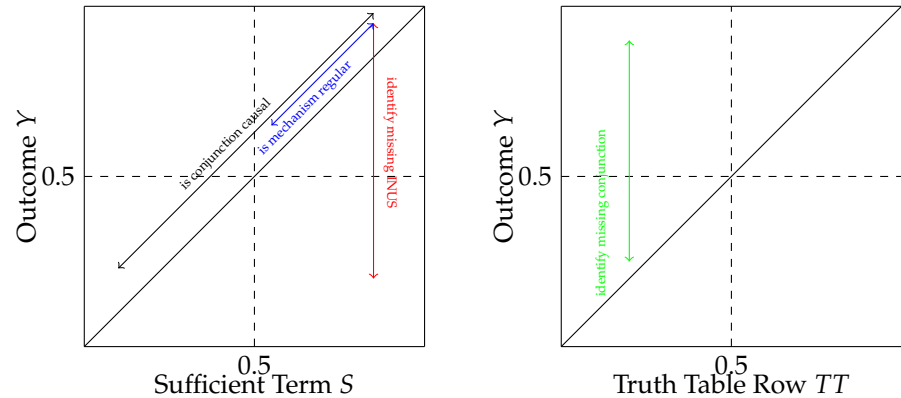 Outcome Y
0.5
is conjunction causal
is mechanism regular
identify missing INUS
0.5
Sufficient Term S
Outcome Y
0.5
identify missing conjunction
0.5
Truth Table Row TT